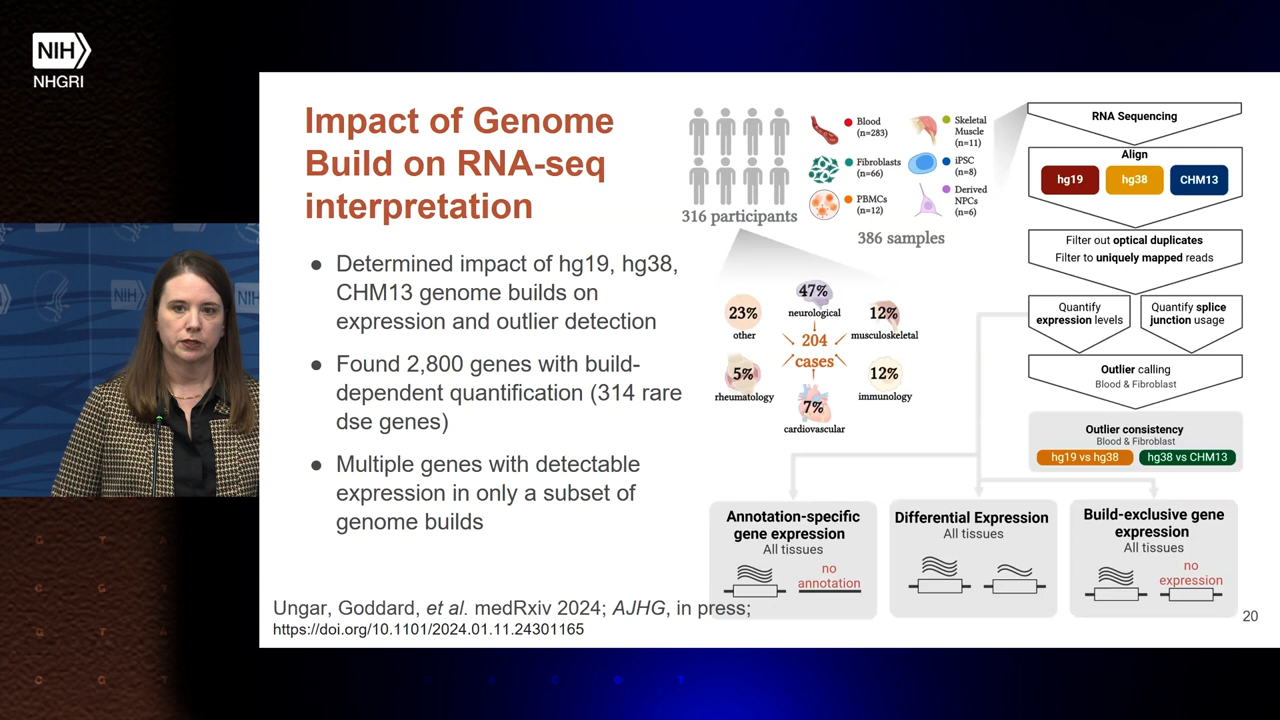 NIH
NHGRI
Impact of Genome
Build on RNA-seq
interpretation
● Determined impact of hg19, hg38,
CHM13 genome builds on
expression and outlier detection
● Found 2,800 genes with build-
dependent quantification (314 rare
dse genes)
● Multiple genes with detectable
expression in only a subset of
genome builds
Ungar, Goddard, et al. medRxiv 2024; AJHG, in press;
https://doi.org/10.1101/2024.01.11.24301165
316 participants
Blood
(n=283)
Fibroblasts
(n=66)
PBMCs
(n=12)
Skeletal
Muscle
(n=11)
iPSC
(n=8)
Derived
NPCs
(n=6)
386 samples
47%
neurological
23%
other
12%
musculoskeletal
204
cases
5%
rheumatology
12%
immunology
7%
cardiovascular
RNA Sequencing
Align
hg19 hg38 CHM13
Filter out optical duplicates
Filter to uniquely mapped reads
Quantify
expression levels
Quantify splice
junction usage
Outlier calling
Blood & Fibroblast
Outlier consistency
Blood & Fibroblast
hg19 vs hg38 hg38 vs CHM13
Annotation-specific
gene expression
All tissues
no
annotation
Differential Expression
All tissues
Build-exclusive gene
expression
All tissues
no
expression
20
NIH